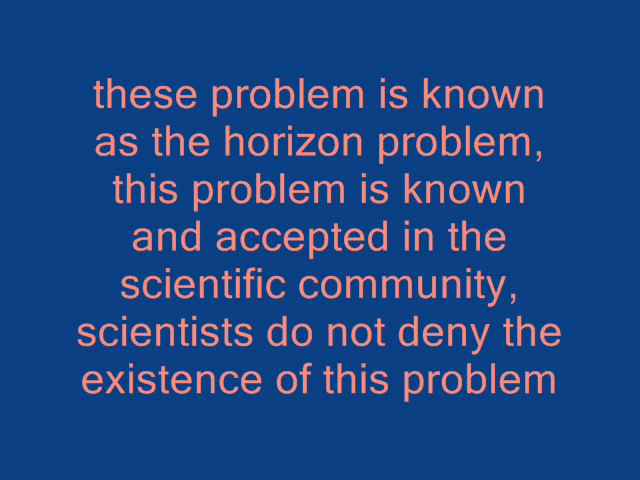 these problem is known
as the horizon problem,
this problem is known
and accepted in the
scientific community,
scientists do not deny the
existence of this problem